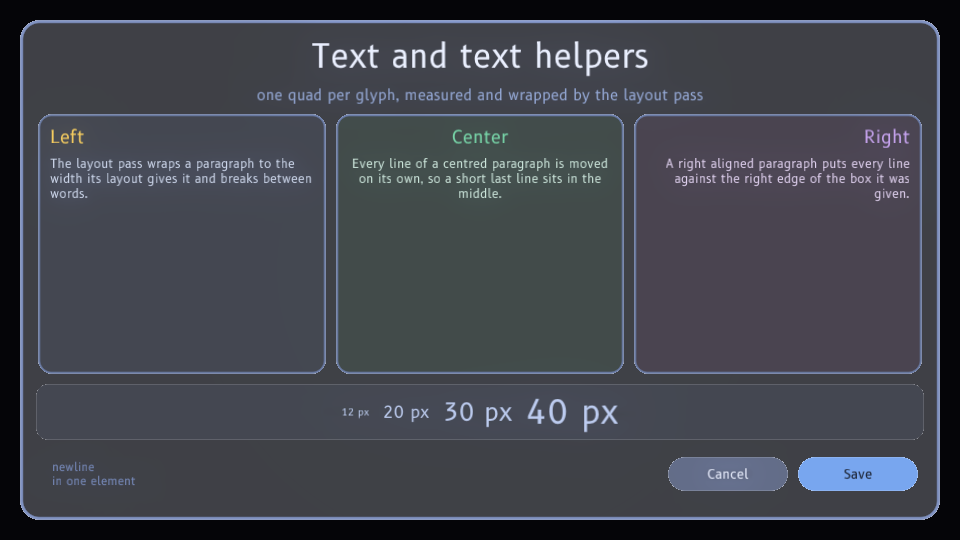 Text and text helpers
one quad per glyph, measured and wrapped by the layout pass
Left
The layout pass wraps a paragraph to the
width its layout gives it and breaks between
words.
Center
Every line of a centred paragraph is moved
on its own, so a short last line sits in the
middle.
Right
A right aligned paragraph puts every line
against the right edge of the box it was
given.
12 px 20 px 30 px 40 px
newline
in one element
Cancel
Save